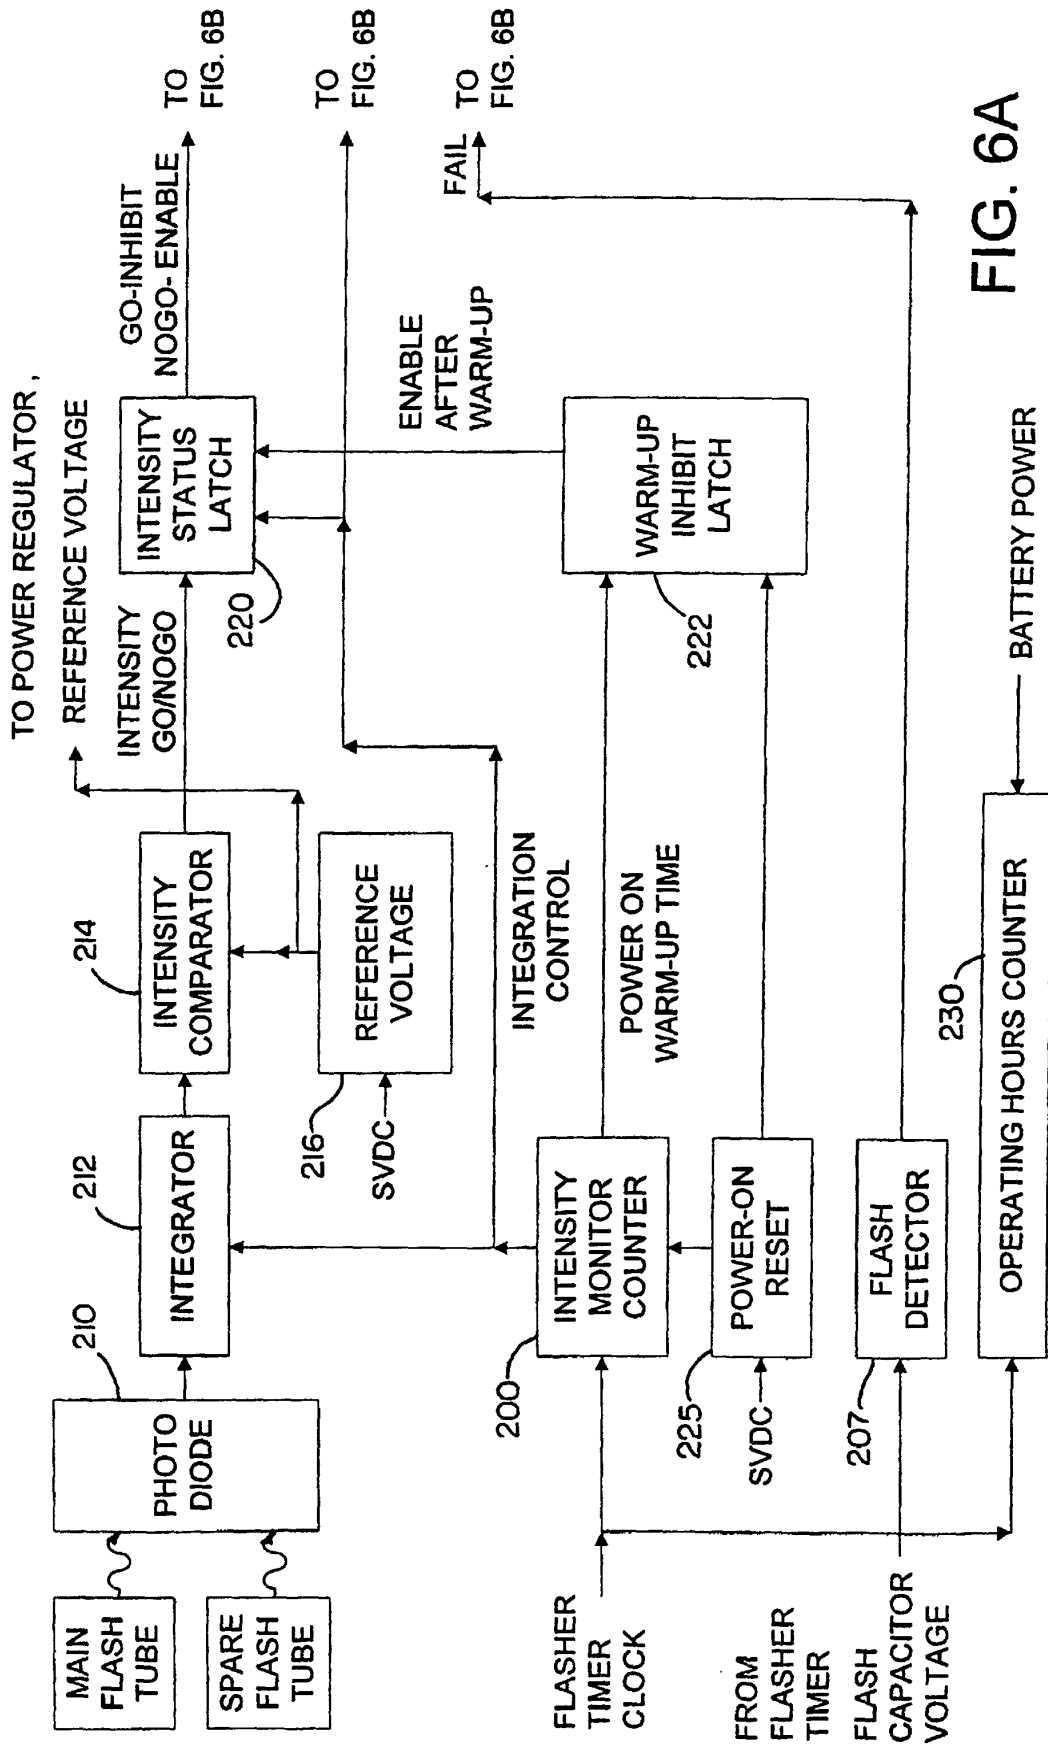 MAIN
FLASH
TUBE
SPARE
FLASH
TUBE
PHOTO
DIODE
210
INTEGRATOR
212
INTENSITY
COMPARATOR
214
REFERENCE
VOLTAGE
216
SVDC
TO POWER REGULATOR,
REFERENCE VOLTAGE
INTENSITY
GO/NOGO
INTENSITY
STATUS
LATCH
220
GO-INHIBIT
NOGO-ENABLE
TO
FIG. 6B
TO
FIG. 6B
FAIL
TO
FIG. 6B
ENABLE
AFTER
WARM-UP
INTEGRATION
CONTROL
FLASHER
TIMER
CLOCK
200
INTENSITY
MONITOR
COUNTER
POWER ON
WARM-UP TIME
WARM-UP
INHIBIT
LATCH
222
FROM
FLASHER
TIMER
225
SVDC
POWER-ON
RESET
FLASH
CAPACITOR
VOLTAGE
207
FLASH
DETECTOR
OPERATING HOURS COUNTER
230
BATTERY POWER
FIG. 6A